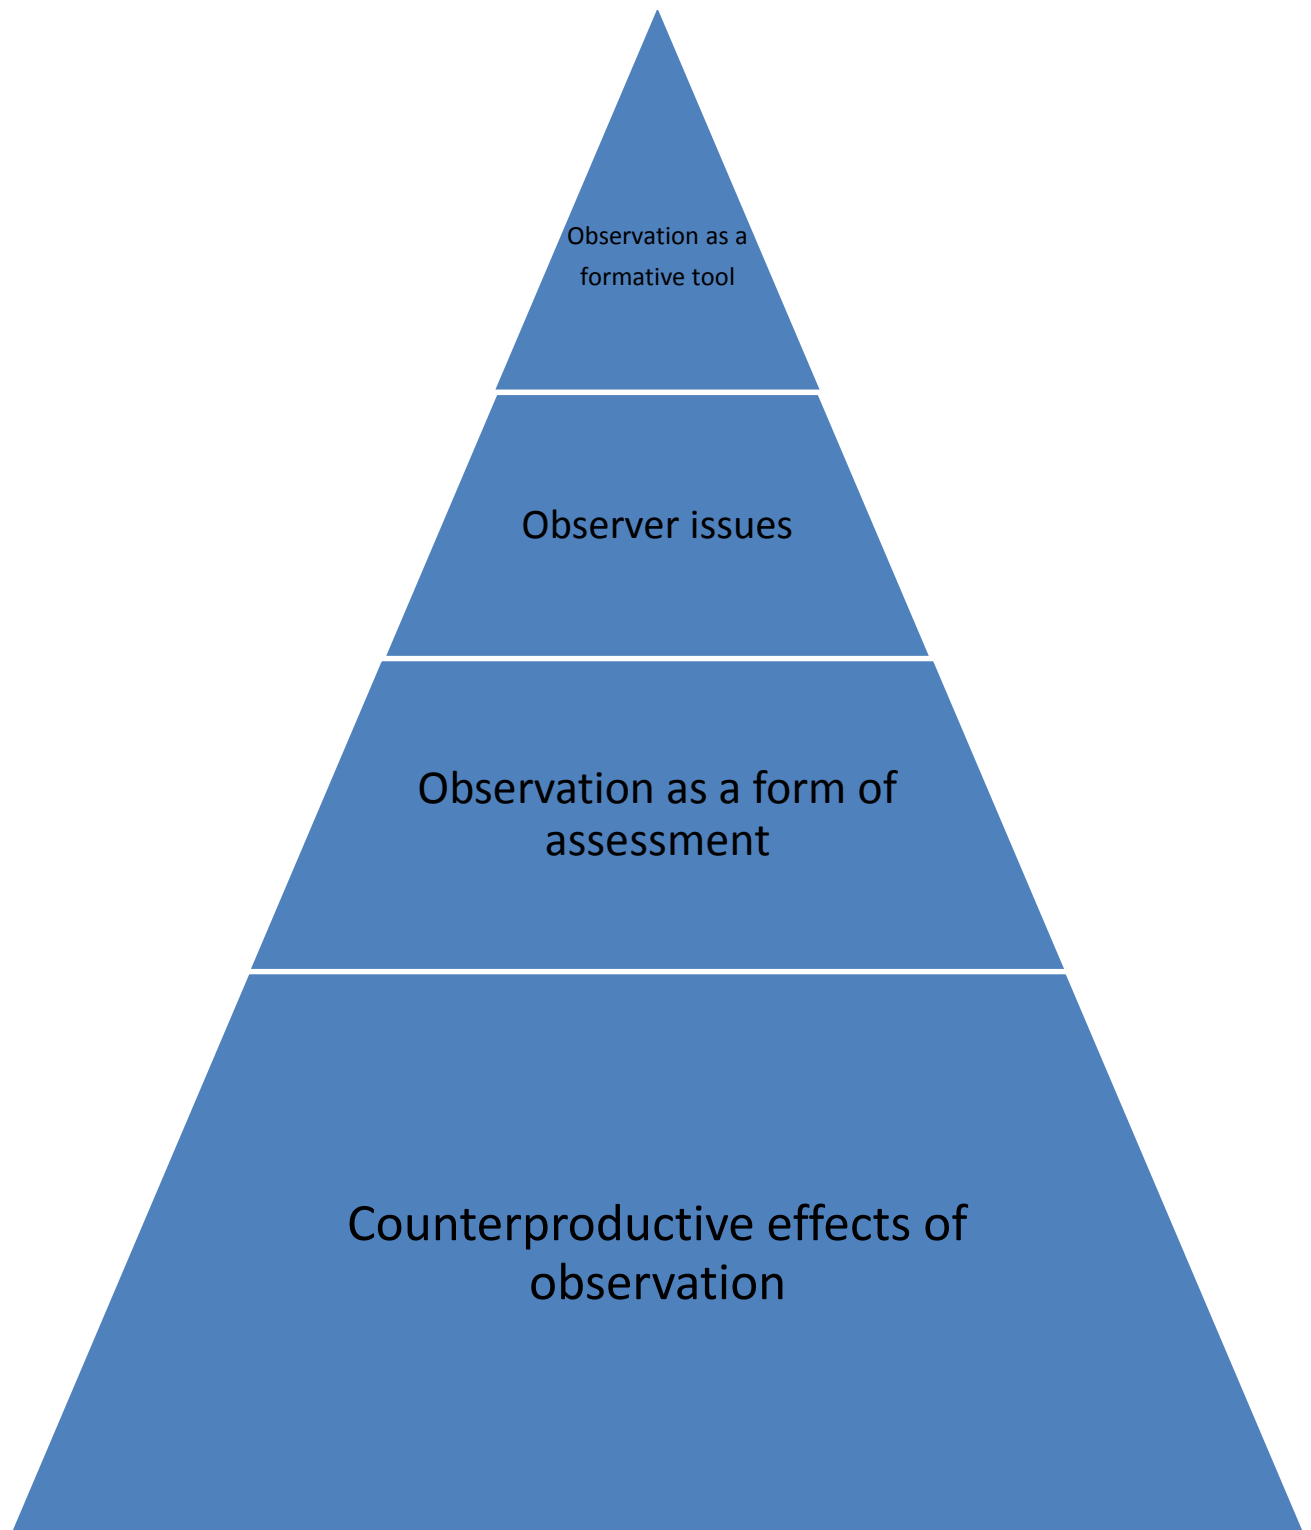 Observation as a
formative tool
Observer issues
Observation as a form of
assessment
Counterproductive effects of
observation